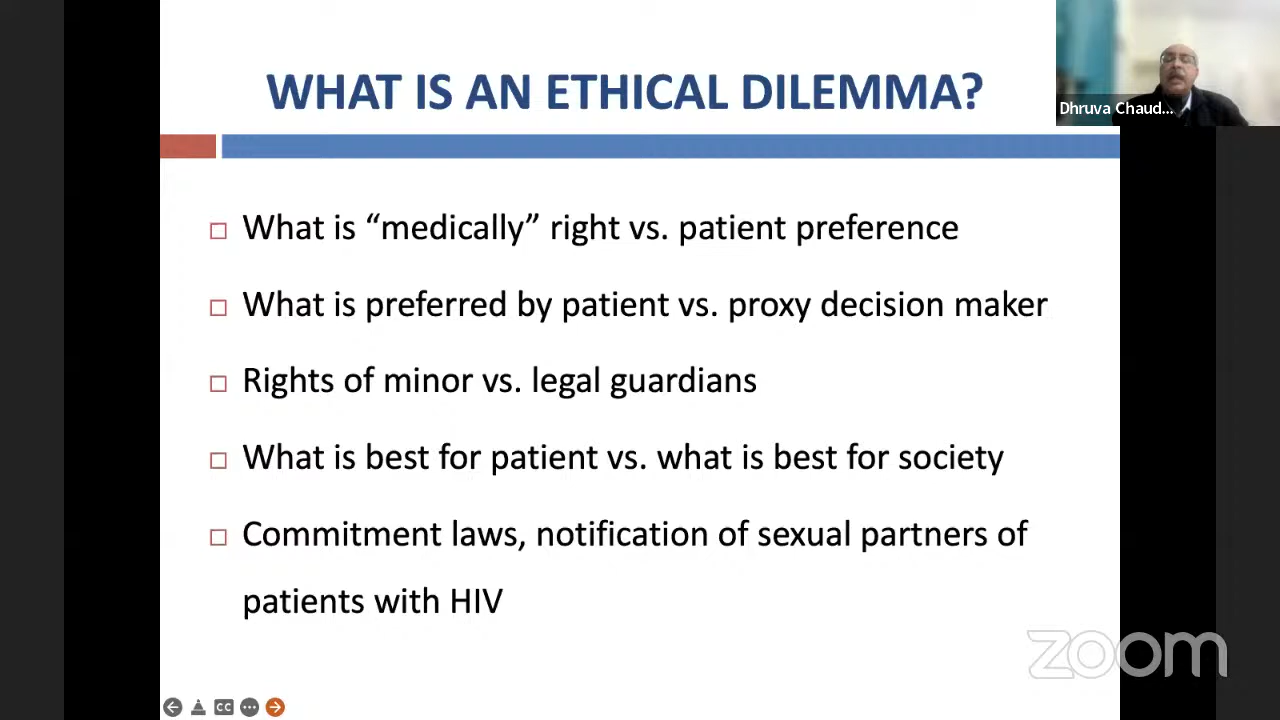 WHAT IS AN ETHICAL DILEMMA?
Dhruva Chaud...
What is “medically” right vs. patient preference
What is preferred by patient vs. proxy decision maker
Rights of minor vs. legal guardians
What is best for patient vs. what is best for society
Commitment laws, notification of sexual partners of
patients with HIV
zoom
CC